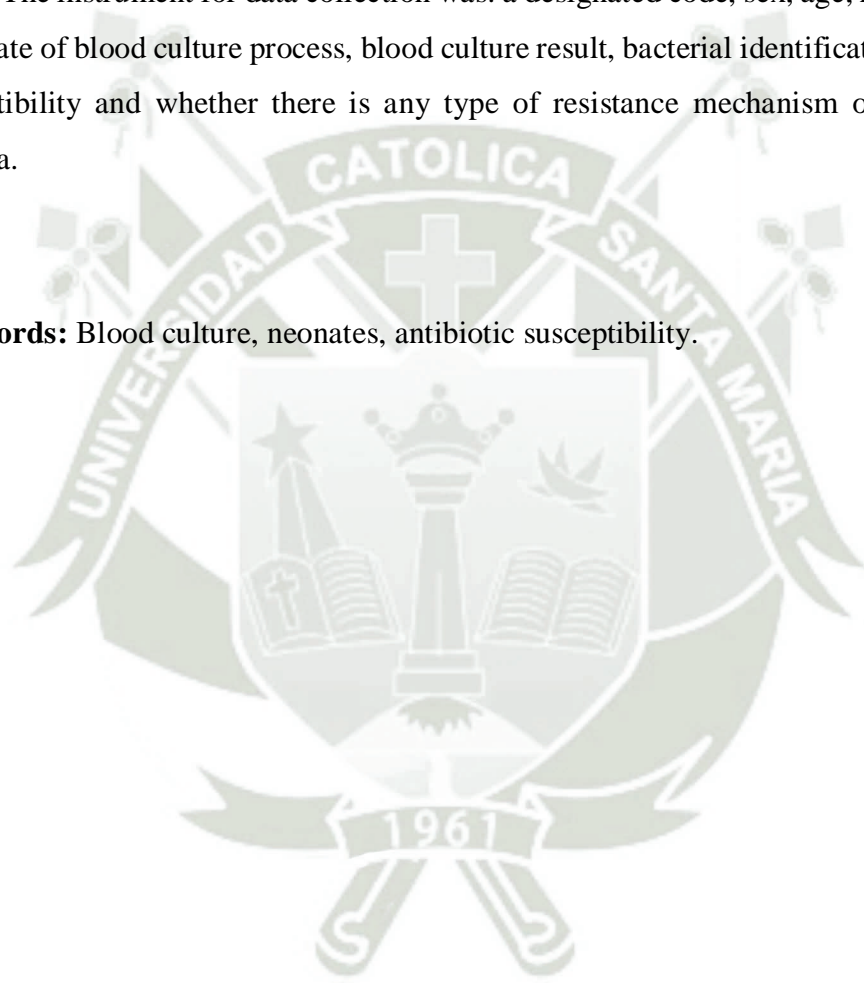 The instrument for data collection was: a designated code, sex, age,
ate of blood culture process, blood culture result, bacterial identificat
tibility and whether there is any type of resistance mechanism o
a.
ords: Blood culture, neonates, antibiotic susceptibility.
UNIVERSIDAD CATOLICA SANTA MARIA
1961